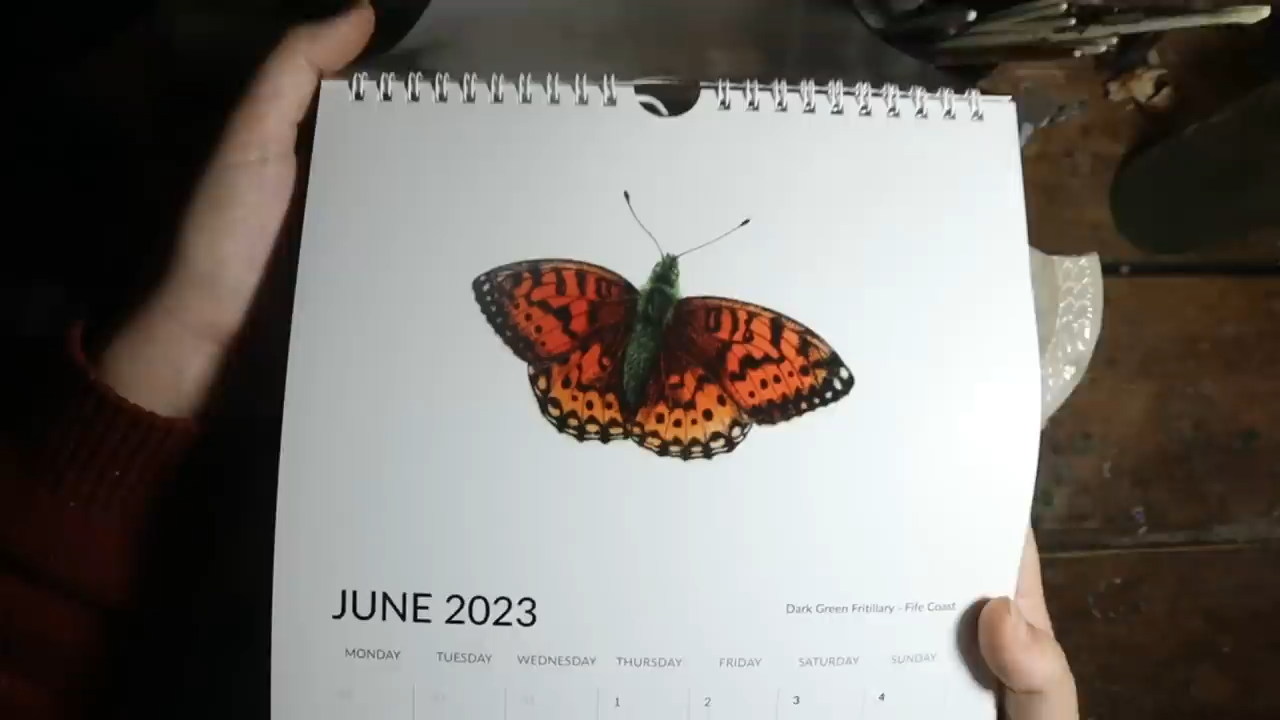 JUNE 2023
Dark Green Fritillary - Fife Coast
MONDAY TUESDAY WEDNESDAY THURSDAY FRIDAY SATURDAY SUNDAY
1 2 3 4